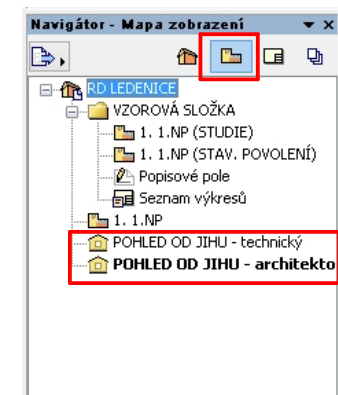 Navigátor - Mapa zobrazení
RD LEDENICE
VZOROVÁ SLOŽKA
1. 1.NP (STUDIE)
1. 1.NP (STAV. POVOLENÍ)
Popisové pole
Seznam výkresů
1. 1.NP
POHLED OD JIHU - technický
POHLED OD JIHU - architekto